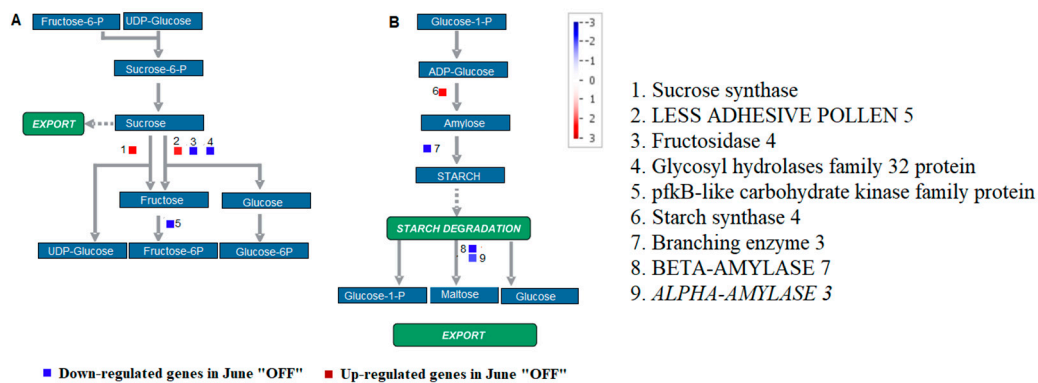 A
Fructose-6-P UDP-Glucose
Sucrose-6-P
EXPORT
Sucrose
1
2 3 4
Fructose
Glucose
5
UDP-Glucose Fructose-6P Glucose-6P
B
Glucose-1-P
ADP-Glucose
6
Amylose
7
STARCH
STARCH DEGRADATION
8
9
Glucose-1-P Maltose Glucose
EXPORT
-3
-2
-1
0
1
2
3
1. Sucrose synthase
2. LESS ADHESIVE POLLEN 5
3. Fructosidase 4
4. Glycosyl hydrolases family 32 protein
5. pfkB-like carbohydrate kinase family protein
6. Starch synthase 4
7. Branching enzyme 3
8. BETA-AMYLASE 7
9. ALPHA-AMYLASE 3
Down-regulated genes in June "OFF"
Up-regulated genes in June "OFF"